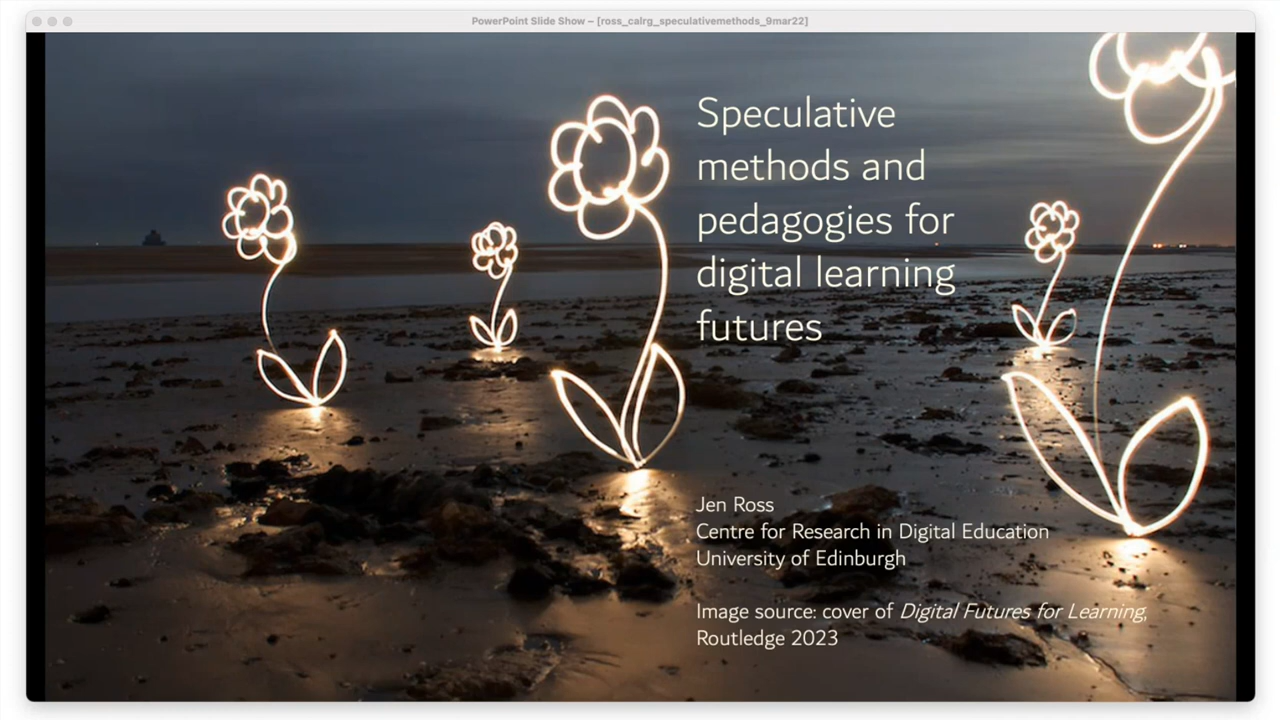 PowerPoint Slide Show – [ross_calrg_speculativemethods_9mar22]
Speculative
methods and
pedagogies for
digital learning
futures
Jen Ross
Centre for Research in Digital Education
University of Edinburgh
Image source: cover of Digital Futures for Learning,
Routledge 2023